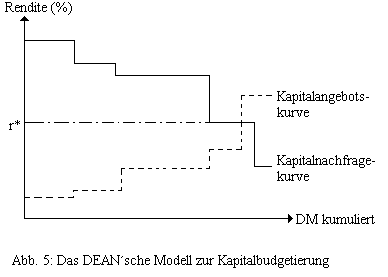 Rendite (%)
Kapitalangebots-
kurve
r*
Kapitalnachfrage-
kurve
DM kumuliert
Abb. 5: Das DEAN´sche Modell zur Kapitalbudgetierung